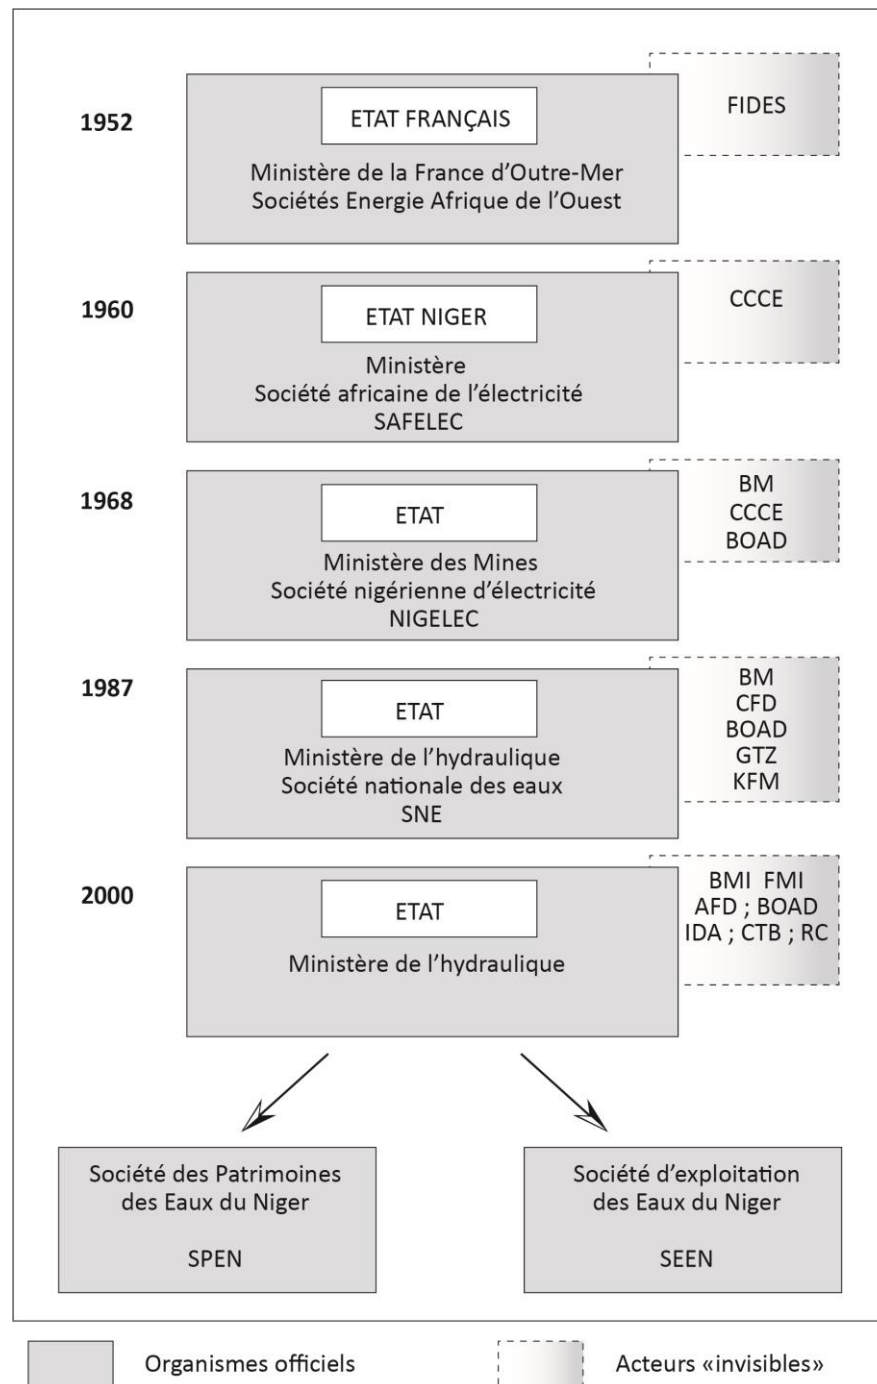 1952
ETAT FRANÇAIS
Ministère de la France d’Outre-Mer
Sociétés Energie Afrique de l’Ouest
FIDES
1960
ETAT NIGER
Ministère
Société africaine de l’électricité
SAFELEC
CCCE
1968
ETAT
Ministère des Mines
Société nigérienne d’électricité
NIGELEC
BM
CCCE
BOAD
1987
ETAT
Ministère de l’hydraulique
Société nationale des eaux
SNE
BM
CFD
BOAD
GTZ
KFM
2000
ETAT
Ministère de l’hydraulique
BMI FMI
AFD ; BOAD
IDA ; CTB ; RC
Société des Patrimoines
des Eaux du Niger
SPEN
Société d’exploitation
des Eaux du Niger
SEEN
Organismes officiels
Acteurs «invisibles»